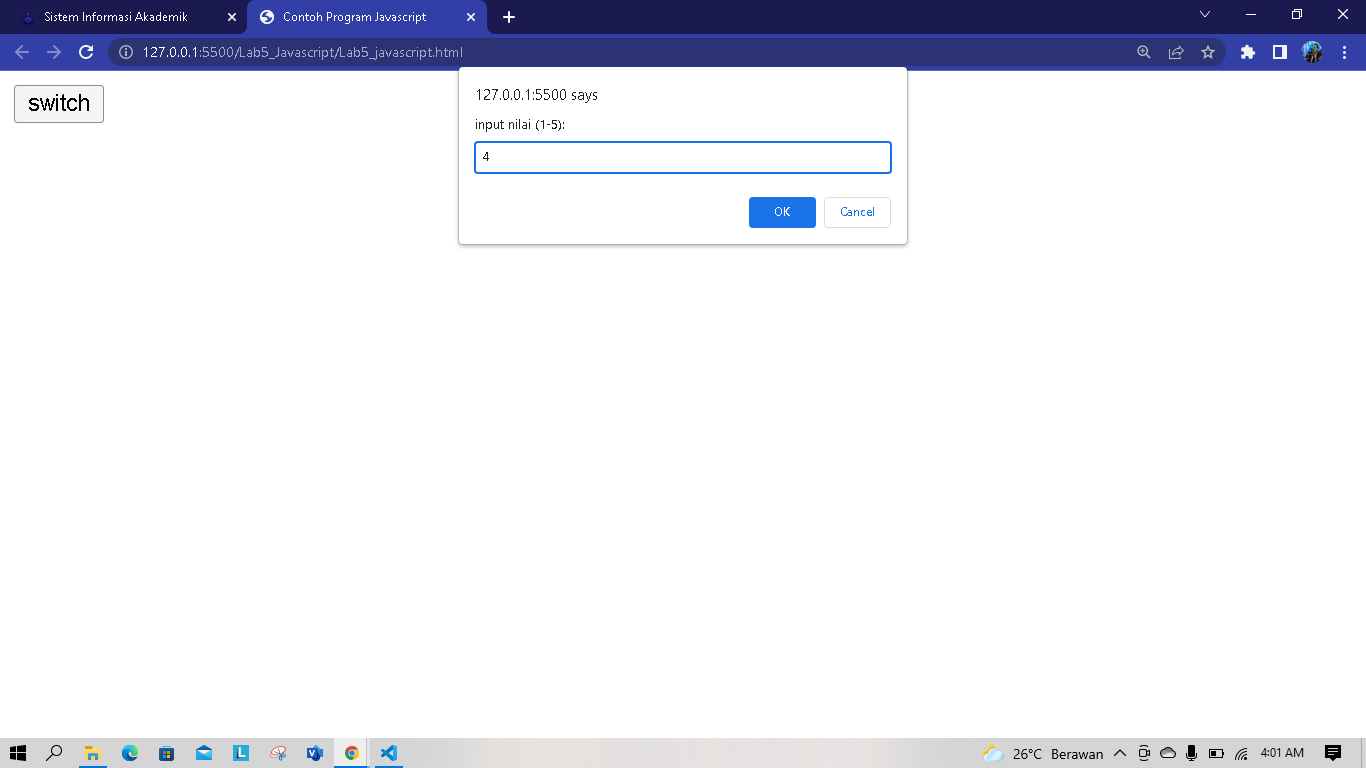 Sistem Informasi Akademik
Contoh Program Javascript
127.0.0.1:5500/Lab5_Javascript/Lab5_javascript.html
switch
127.0.0.1:5500 says
input nilai (1-5):
4
OK
Cancel
L
26°C Berawan
4:01 AM